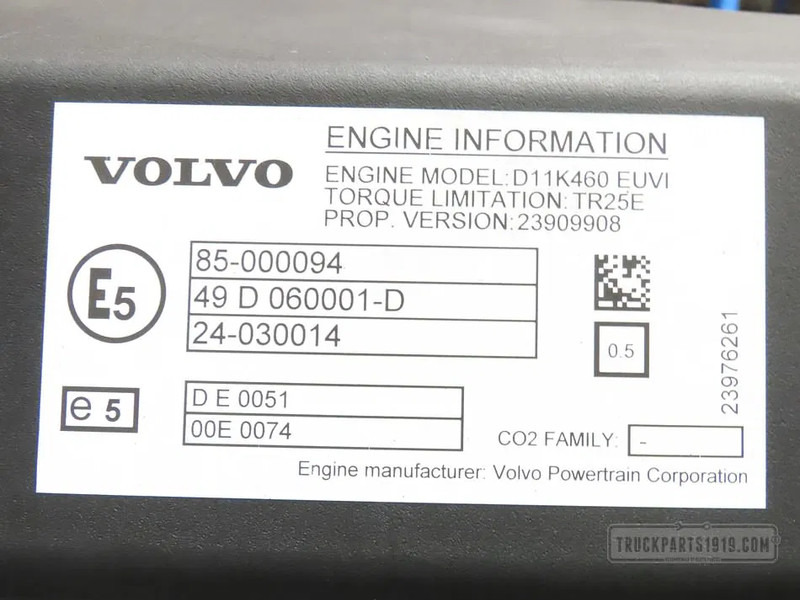 VOLVO
ENGINE INFORMATION
ENGINE MODEL:D11K460 EUVI
TORQUE LIMITATION:TR25E
PROP. VERSION:23909908
E5
85-000094
49 D 060001-D
24-030014
0.5
23976261
e 5
D E 0051
00E 0074
CO2 FAMILY: -
Engine manufacturer: Volvo Powertrain Corporation
TRUCKPARTS1919.COM